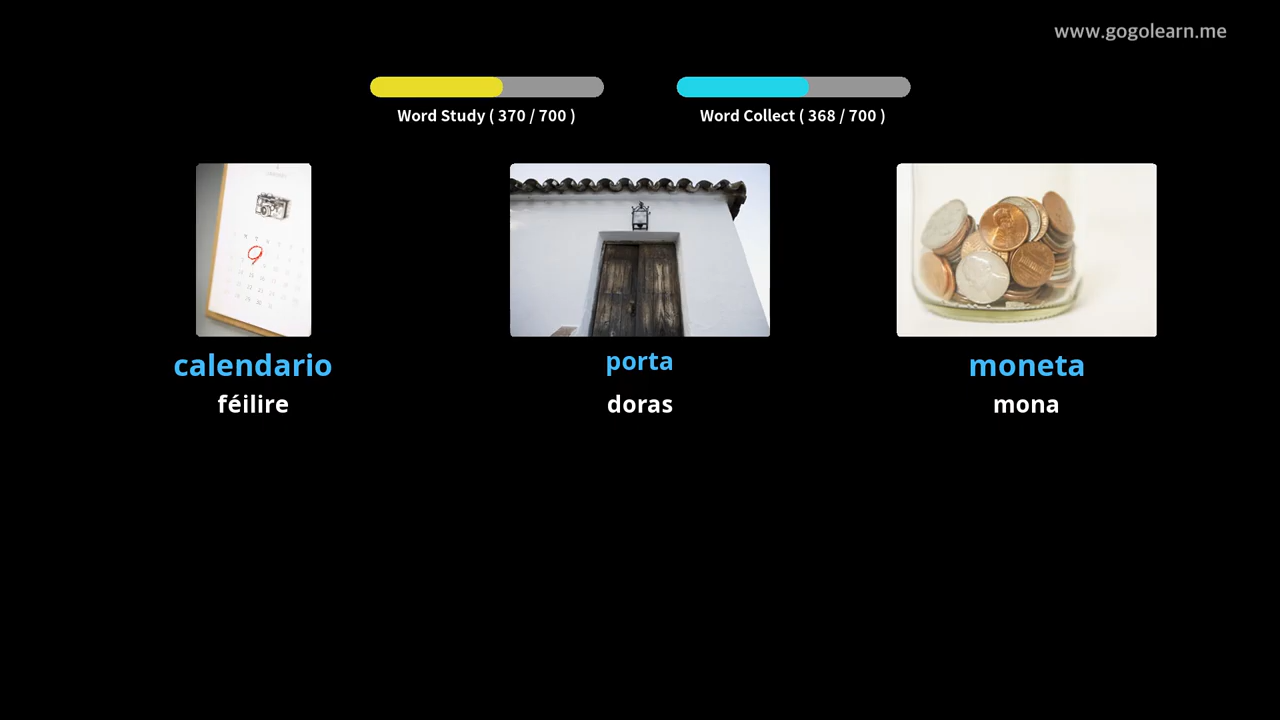 www.gogolearn.me
Word Study ( 370 / 700 )
Word Collect ( 368 / 700 )
calendario
porta
moneta
féilire
doras
mona